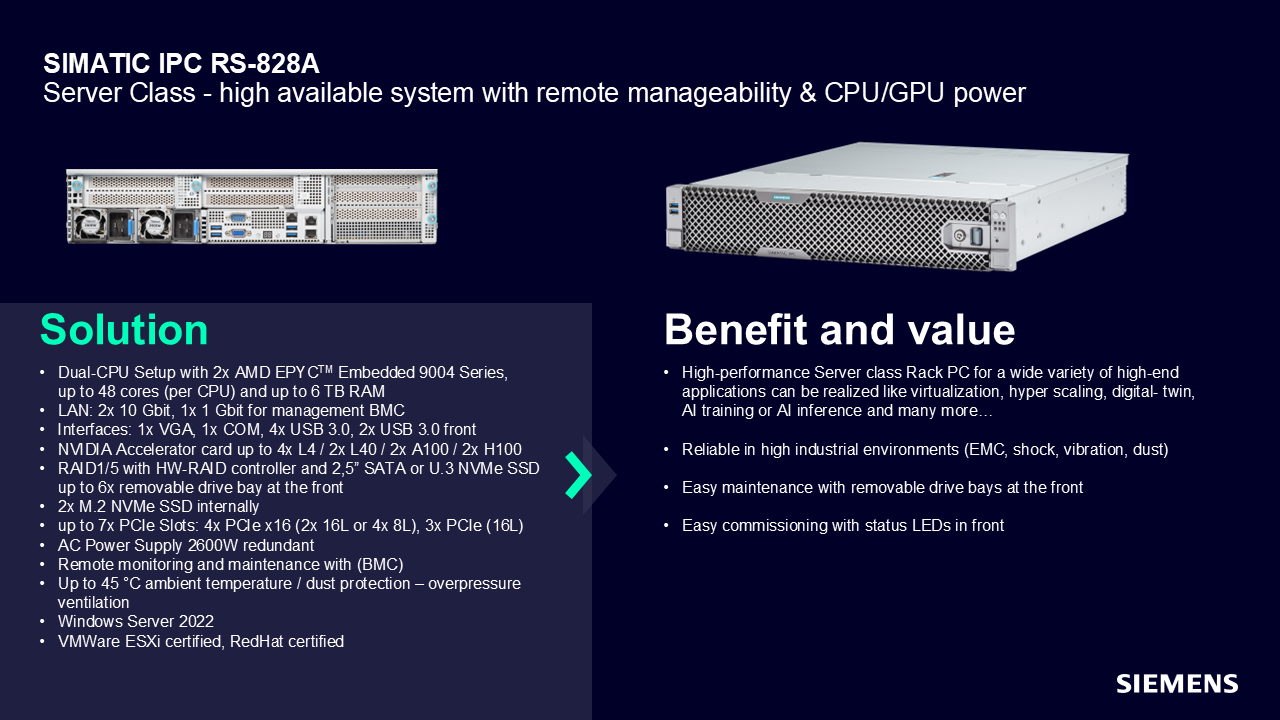 SIMATIC IPC RS-828A
Server Class - high available system with remote manageability & CPU/GPU power
Solution
• Dual-CPU Setup with 2x AMD EPYC™ Embedded 9004 Series,
up to 48 cores (per CPU) and up to 6 TB RAM
• LAN: 2x 10 Gbit, 1x 1 Gbit for management BMC
• Interfaces: 1x VGA, 1x COM, 4x USB 3.0, 2x USB 3.0 front
• NVIDIA Accelerator card up to 4x L4 / 2x L40 / 2x A100 / 2x H100
• RAID1/5 with HW-RAID controller and 2,5” SATA or U.3 NVMe SSD
up to 6x removable drive bay at the front
• 2x M.2 NVMe SSD internally
• up to 7x PCIe Slots: 4x PCIe x16 (2x 16L or 4x 8L), 3x PCIe (16L)
• AC Power Supply 2600W redundant
• Remote monitoring and maintenance with (BMC)
• Up to 45 °C ambient temperature / dust protection – overpressure
ventilation
• Windows Server 2022
• VMWare ESXi certified, RedHat certified
Benefit and value
• High-performance Server class Rack PC for a wide variety of high-end
applications can be realized like virtualization, hyper scaling, digital- twin,
AI training or AI inference and many more…
• Reliable in high industrial environments (EMC, shock, vibration, dust)
• Easy maintenance with removable drive bays at the front
• Easy commissioning with status LEDs in front
SIEMENS